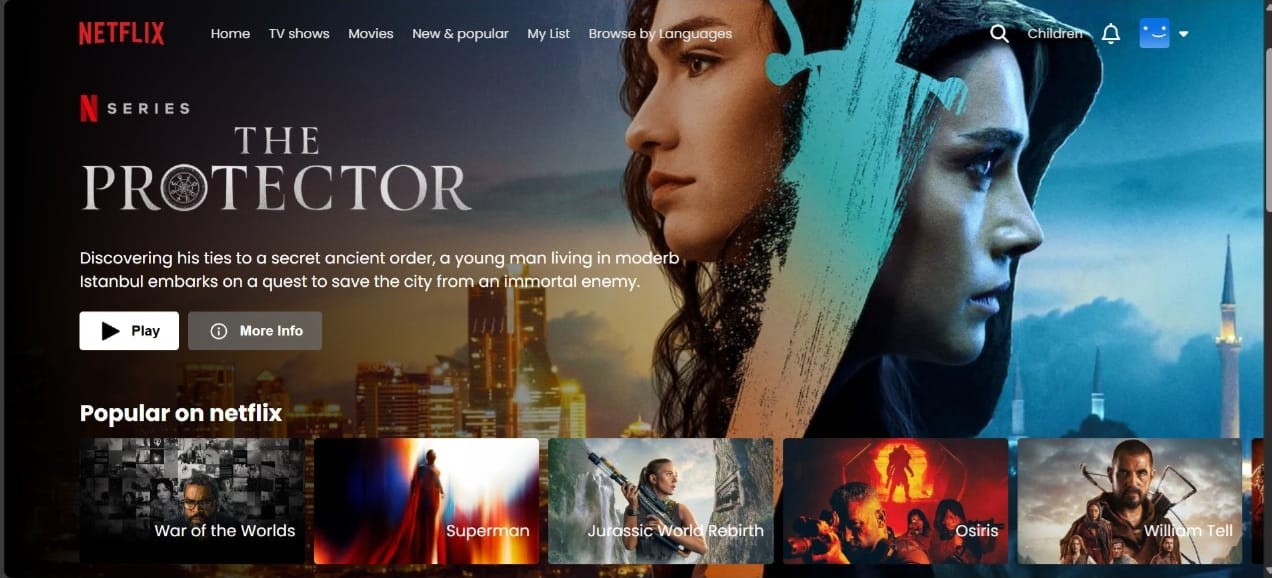 NETFLIX
Home TV shows Movies New & popular My List Browse by Languages Children
N SERIES
THE
PROTECTOR
Discovering his ties to a secret ancient order, a young man living in moderb
Istanbul embarks on a quest to save the city from an immortal enemy.
Play More Info
Popular on netflix
War of the Worlds Superman Jurassic World Rebirth Osiris William Tell